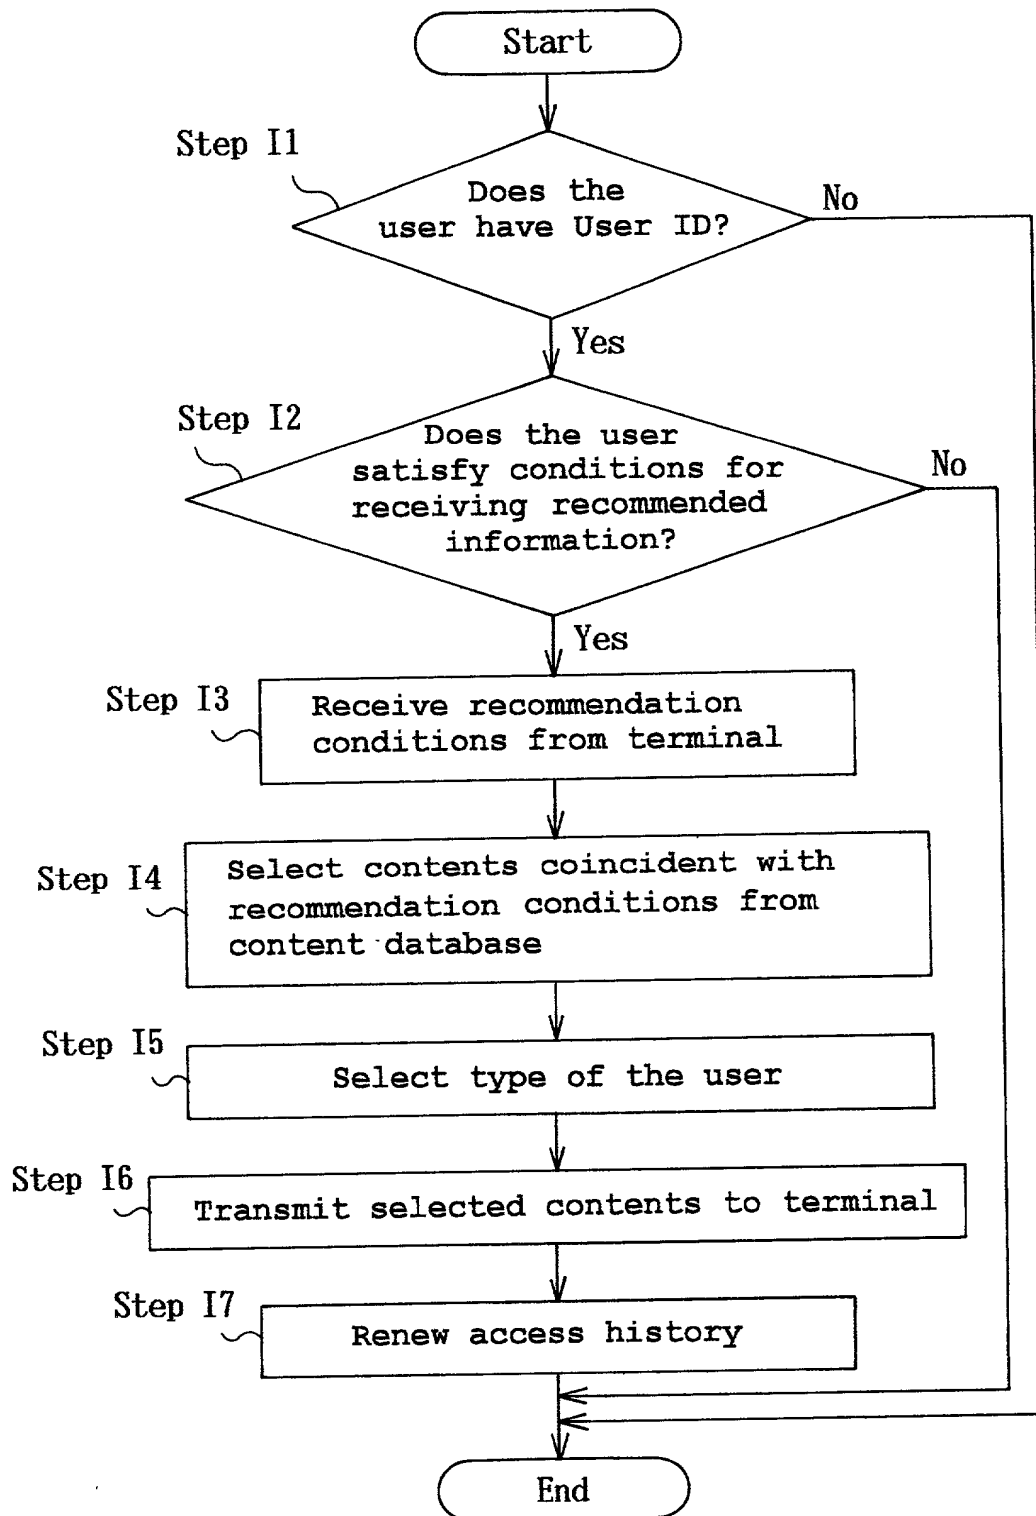 Start
Step I1
Does the
user have User ID?
No
Yes
Step I2
Does the user
satisfy conditions for
receiving recommended
information?
No
Yes
Step I3
Receive recommendation
conditions from terminal
Step I4
Select contents coincident with
recommendation conditions from
content database
Step I5
Select type of the user
Step I6
Transmit selected contents to terminal
Step I7
Renew access history
End